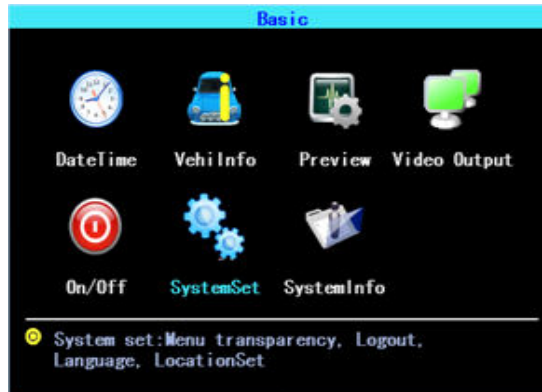 Basic
DateTime VehiInfo Preview Video Output
On/Off SystemSet SystemInfo
System set:Menu transparency, Logout,
Language, LocationSet